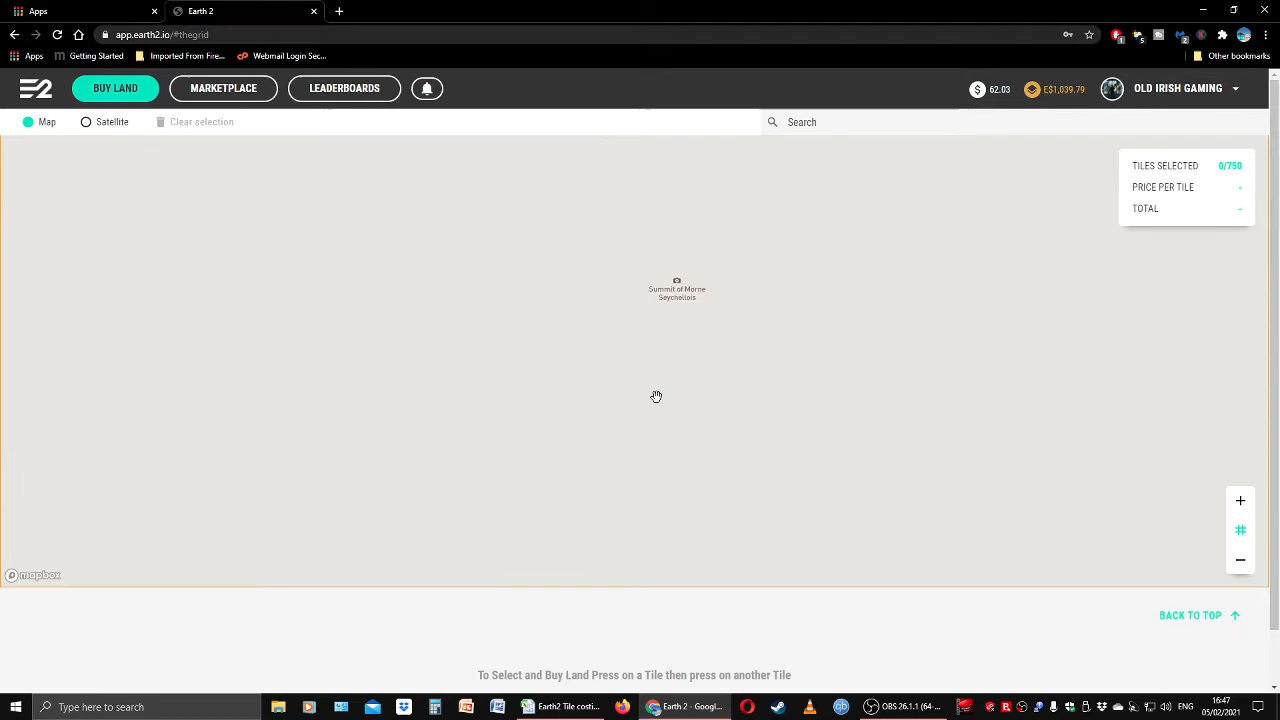 Apps
Earth 2
app.earth2.io/#thegrid
Apps
Getting Started
Imported From Fire...
Webmail Login Sec...
Other bookmarks
BUY LAND
MARKETPLACE
LEADERBOARDS
62.03
E$1,039.79
OLD IRISH GAMING
Map
Satellite
Clear selection
Search
TILES SELECTED 0/750
PRICE PER TILE -
TOTAL -
Summit of Morne
Seychellois
mapbox
BACK TO TOP
To Select and Buy Land Press on a Tile then press on another Tile
Type here to search
Earth2 Tile costi...
Earth 2 - Googl...
OBS 26.1.1 (64-...
ENG
16:47
05/02/2021